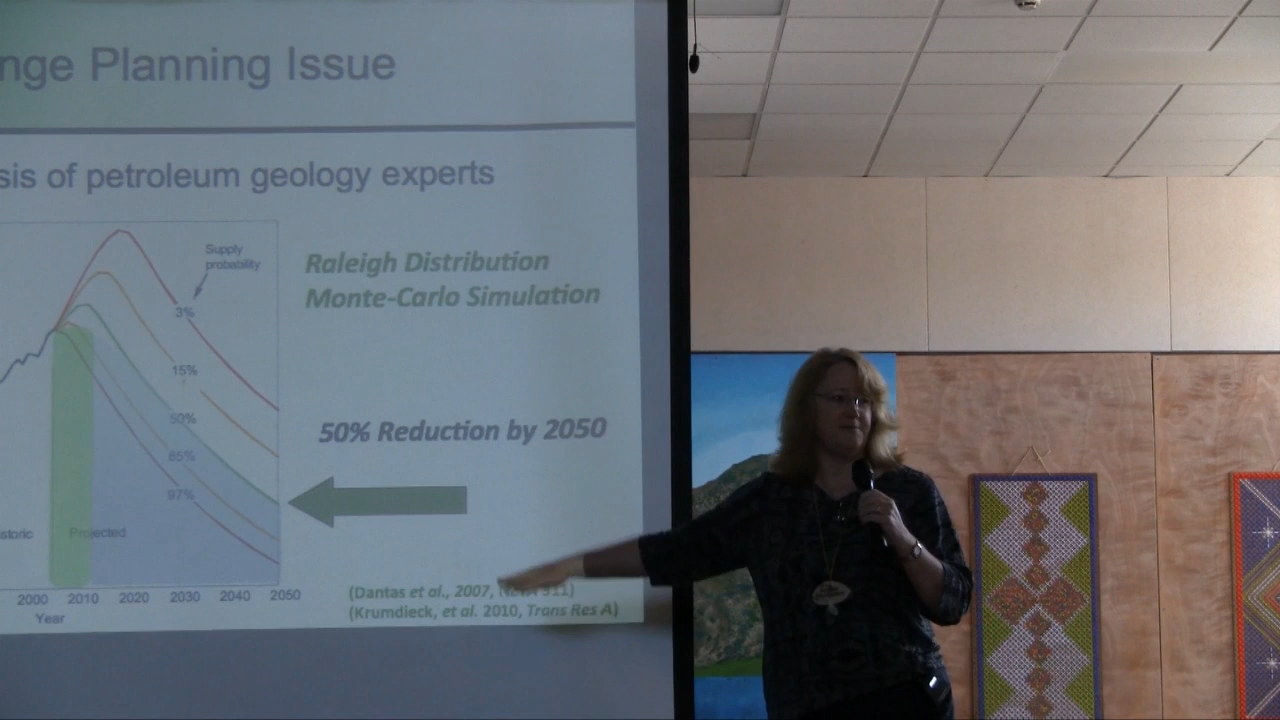 nge Planning Issue
sis of petroleum geology experts
Supply
probability
3%
15%
50%
85%
97%
storic
Projected
2000 2010 2020 2030 2040 2050
Year
Raleigh Distribution
Monte-Carlo Simulation
50% Reduction by 2050
(Dantas et al., 2007, 311)
(Krumdieck, et al. 2010, Trans Res A)